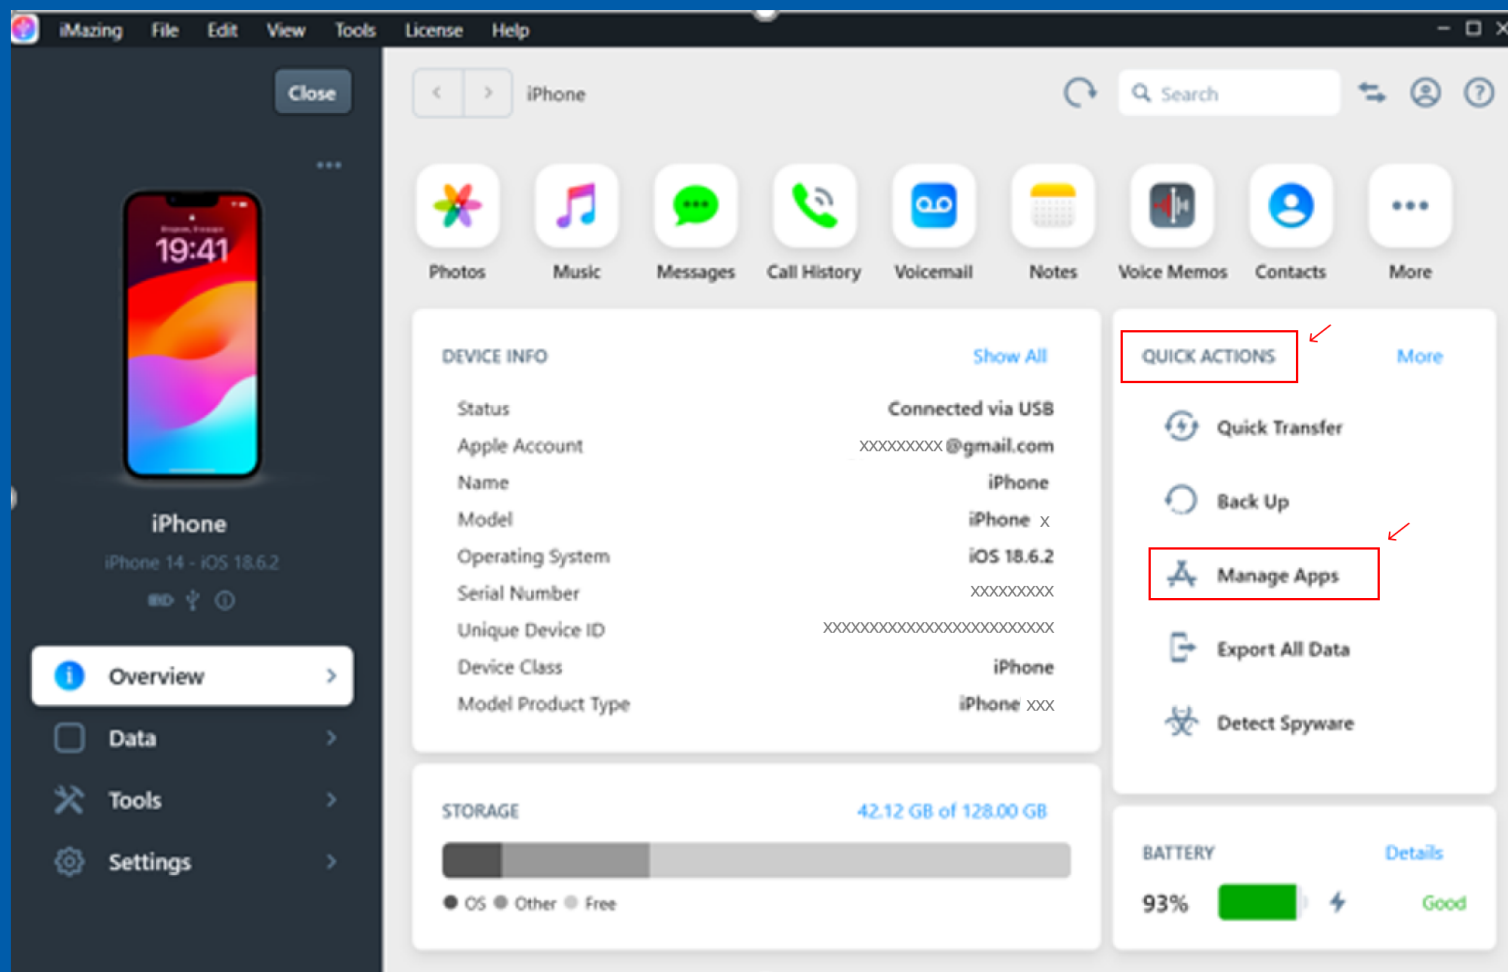 iMazing File Edit View Tools License Help
Close
iPhone
Search
19:41
Photos Music Messages Call History Voicemail Notes Voice Memos Contacts More
iPhone
iPhone 14 - iOS 18.6.2
Overview
Data
Tools
Settings
DEVICE INFO Show All
Status Connected via USB
Apple Account XXXXXXXXX @gmail.com
Name iPhone
Model iPhone X
Operating System iOS 18.6.2
Serial Number XXXXXXXXX
Unique Device ID XXXXXXXXXXXXXXXXXXXXXXXXX
Device Class iPhone
Model Product Type iPhone XXX
STORAGE 42.12 GB of 128.00 GB
OS Other Free
QUICK ACTIONS More
Quick Transfer
Back Up
Manage Apps
Export All Data
Detect Spyware
BATTERY Details
93% Good